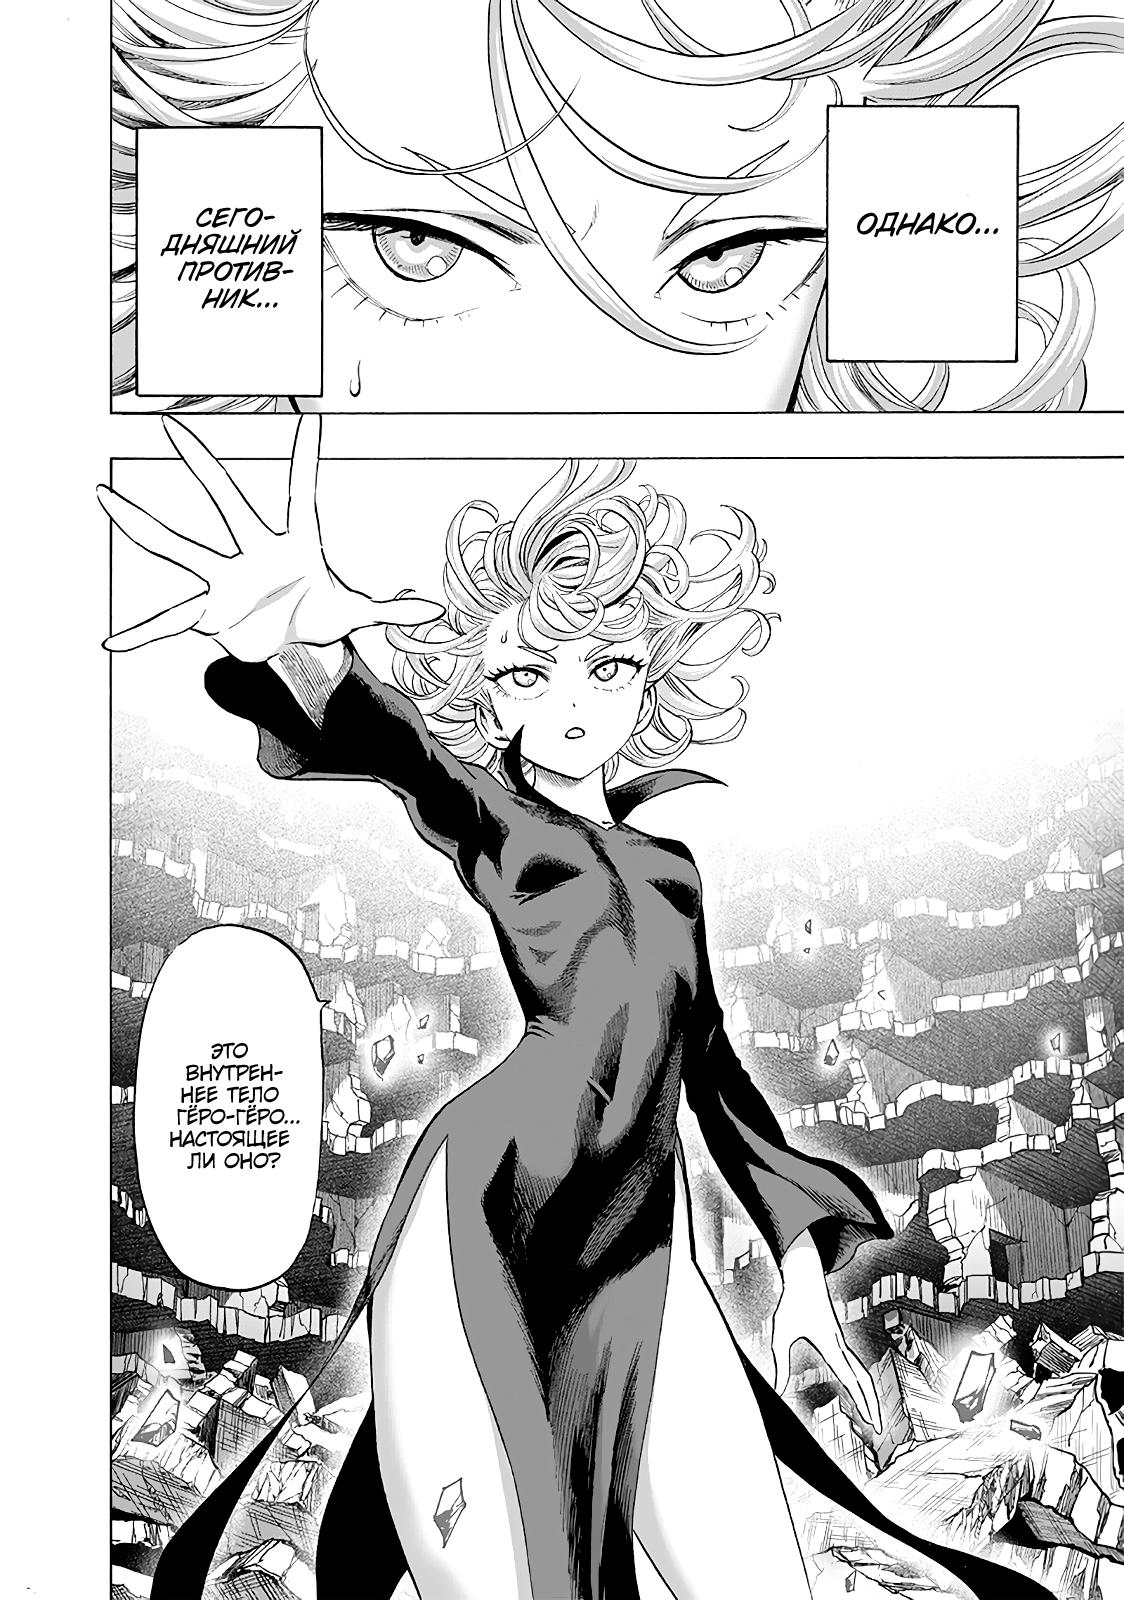 ОДНАКО...
СЕГО-
ДНЯШНИЙ
ПРОТИВ-
НИК...
ЭТО
ВНУТРЕН-
НЕЕ ТЕЛО
ГЁРО-ГЁРО...
НАСТОЯЩЕЕ
ЛИ ОНО?